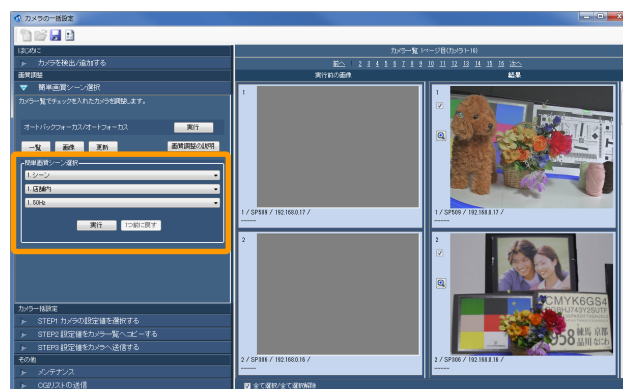 カメラの一括設定
はじめに
カメラを検出/追加する
画質調整
簡単画質シーン選択
カメラ一覧でチェックを入れたカメラを調整します。
オートバックフォーカス/オートフォーカス
実行
一覧
画像
更新
画質調整の説明
簡単画質シーン選択
1. シーン
1. 店舗内
1. 50Hz
実行
1つ前に戻す
カメラ一括設定
STEP1 カメラの設定値を選択する
STEP2 設定値をカメラ一覧へコピーする
STEP3 設定値をカメラへ送信する
その他
メンテナンス
CGIリストの送信
カメラ一覧 1ページ目(カメラ1-16)
前へ 1 2 3 4 5 6 7 8 9 10 11 12 13 14 15 16 次へ
実行前の画像
結果
1
1 / SP509 / 192.168.0.17 /
-----
1
1 / SP509 / 192.168.0.17 /
-----
2
2 / SP306 / 192.168.0.16 /
-----
2
CMYK6GS4
958
練馬 京都
品川 なにわ
2 / SP306 / 192.168.0.16 /
-----
全て選択/全て選択解除